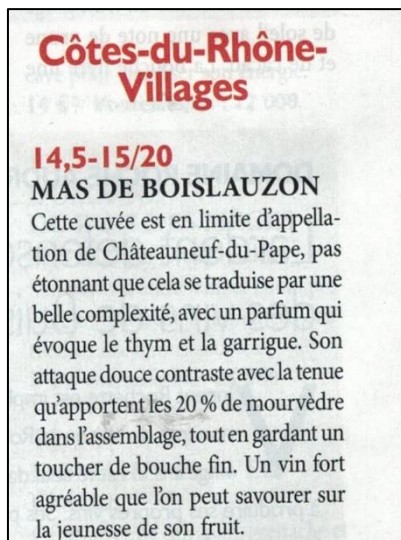 Côtes-du-Rhône-
Villages
14,5-15/20
MAS DE BOISLAUZON
Cette cuvée est en limite d'appella-
tion de Châteauneuf-du-Pape, pas
étonnant que cela se traduise par une
belle complexité, avec un parfum qui
évoque le thym et la garrigue. Son
attaque douce contraste avec la tenue
qu'apportent les 20 % de mourvèdre
dans l'assemblage, tout en gardant un
toucher de bouche fin. Un vin fort
agréable que l'on peut savourer sur
la jeunesse de son fruit.